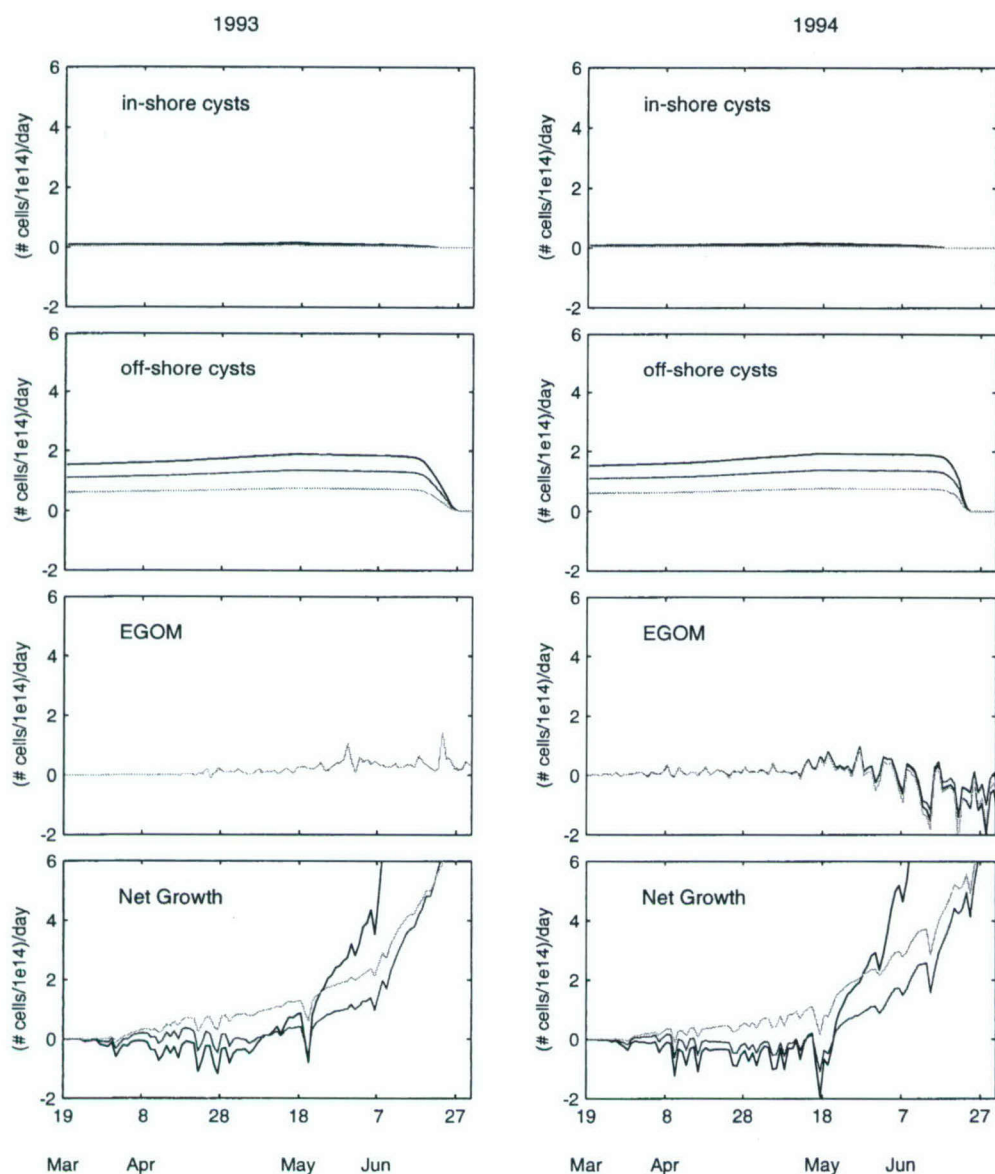 1993
1994
6
4
2
0
-2
(# cells/1e14)/day
in-shore cysts
6
4
2
0
-2
(# cells/1e14)/day
in-shore cysts
6
4
2
0
-2
(# cells/1e14)/day
off-shore cysts
6
4
2
0
-2
(# cells/1e14)/day
off-shore cysts
6
4
2
0
-2
(# cells/1e14)/day
EGOM
6
4
2
0
-2
(# cells/1e14)/day
EGOM
6
4
2
0
-2
(# cells/1e14)/day
Net Growth
19 8 28 18 7 27
Mar Apr May Jun
6
4
2
0
-2
(# cells/1e14)/day
Net Growth
19 8 28 18 7 27
Mar Apr May Jun